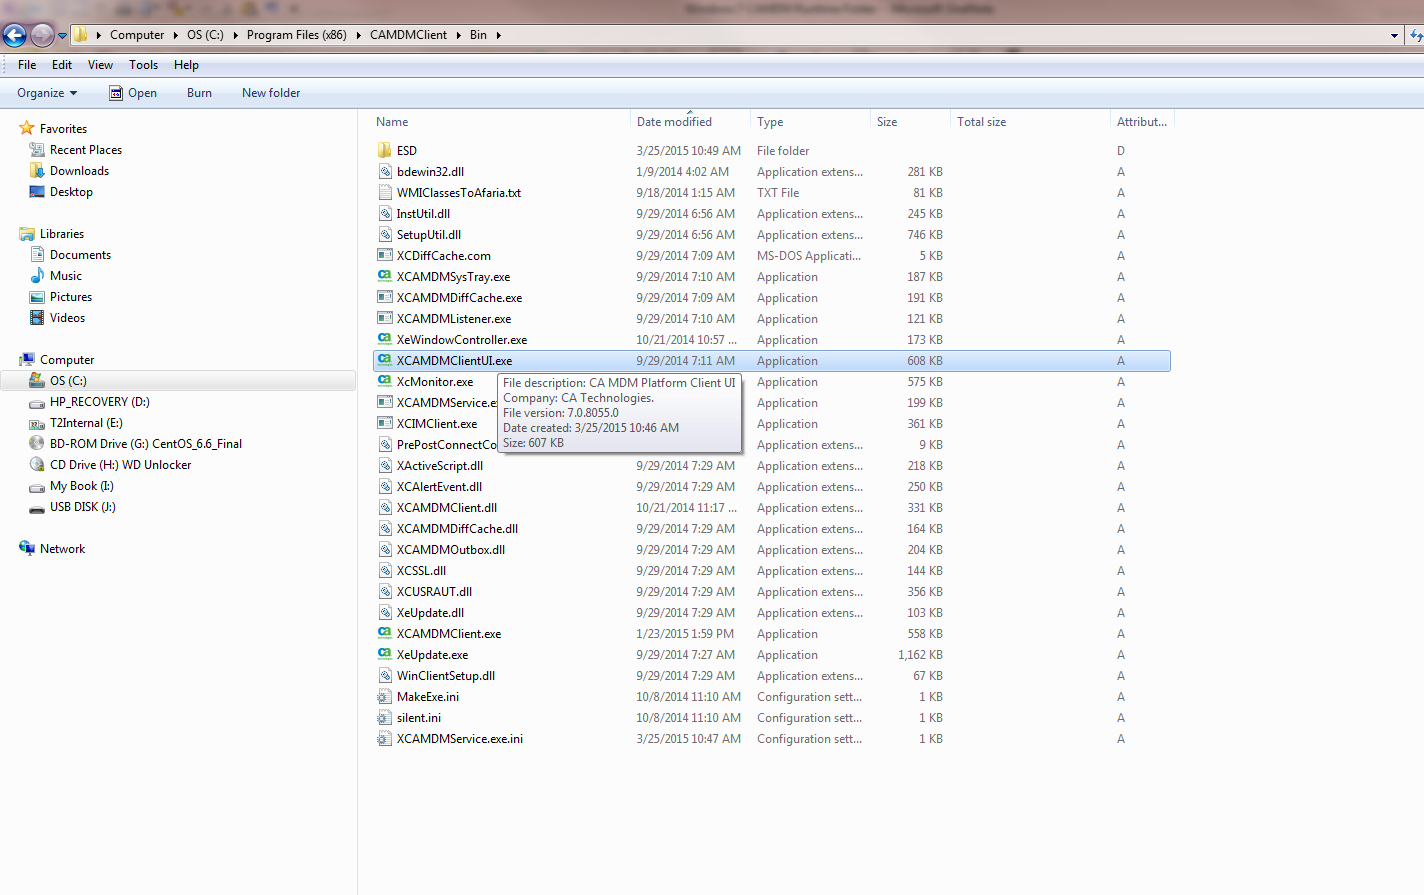 Computer OS (C:) Program Files (x86) CAMDMClient Bin
File Edit View Tools Help
Organize Open Burn New folder
Favorites
Recent Places
Downloads
Desktop
Libraries
Documents
Music
Pictures
Videos
Computer
OS (C:)
HP_RECOVERY (D:)
T2Internal (E:)
BD-ROM Drive (G:) CentOS_6.6_Final
CD Drive (H:) WD Unlocker
My Book (I:)
USB DISK (J:)
Network
Name Date modified Type Size Total size Attribut...
ESD 3/25/2015 10:49 AM File folder D
bdewin32.dll 1/9/2014 4:02 AM Application extens... 281 KB A
WMIClassesToAfaria.txt 9/18/2014 1:15 AM TXT File 81 KB A
InstUtil.dll 9/29/2014 6:56 AM Application extens... 245 KB A
SetupUtil.dll 9/29/2014 6:56 AM Application extens... 746 KB A
XCDiffCache.com 9/29/2014 7:09 AM MS-DOS Applicati... 5 KB A
XCAMDMSysTray.exe 9/29/2014 7:10 AM Application 187 KB A
XCAMDMDiffCache.exe 9/29/2014 7:09 AM Application 191 KB A
XCAMDMListener.exe 9/29/2014 7:10 AM Application 121 KB A
XeWindowController.exe 10/21/2014 10:57 ... Application 173 KB A
XCAMDMClientUI.exe 9/29/2014 7:11 AM Application 608 KB A
XcMonitor.exe Application 575 KB A
XCAMDMService.ex Application 199 KB A
XCIMClient.exe Application 361 KB A
PrePostConnectCo Application extens... 9 KB A
File description: CA MDM Platform Client UI
Company: CA Technologies.
File version: 7.0.8055.0
Date created: 3/25/2015 10:46 AM
Size: 607 KB
XActiveScript.dll 9/29/2014 7:29 AM Application extens... 218 KB A
XCAlertEvent.dll 9/29/2014 7:29 AM Application extens... 250 KB A
XCAMDMClient.dll 10/21/2014 11:17 ... Application extens... 331 KB A
XCAMDMDiffCache.dll 9/29/2014 7:29 AM Application extens... 164 KB A
XCAMDMOutbox.dll 9/29/2014 7:29 AM Application extens... 204 KB A
XCSSL.dll 9/29/2014 7:29 AM Application extens... 144 KB A
XCUSRAUT.dll 9/29/2014 7:29 AM Application extens... 356 KB A
XeUpdate.dll 9/29/2014 7:29 AM Application extens... 103 KB A
XCAMDMClient.exe 1/23/2015 1:59 PM Application 558 KB A
XeUpdate.exe 9/29/2014 7:27 AM Application 1,162 KB A
WinClientSetup.dll 9/29/2014 7:29 AM Application extens... 67 KB A
MakeExe.ini 10/8/2014 11:10 AM Configuration sett... 1 KB A
silent.ini 10/8/2014 11:10 AM Configuration sett... 1 KB A
XCAMDMService.exe.ini 3/25/2015 10:47 AM Configuration sett... 1 KB A